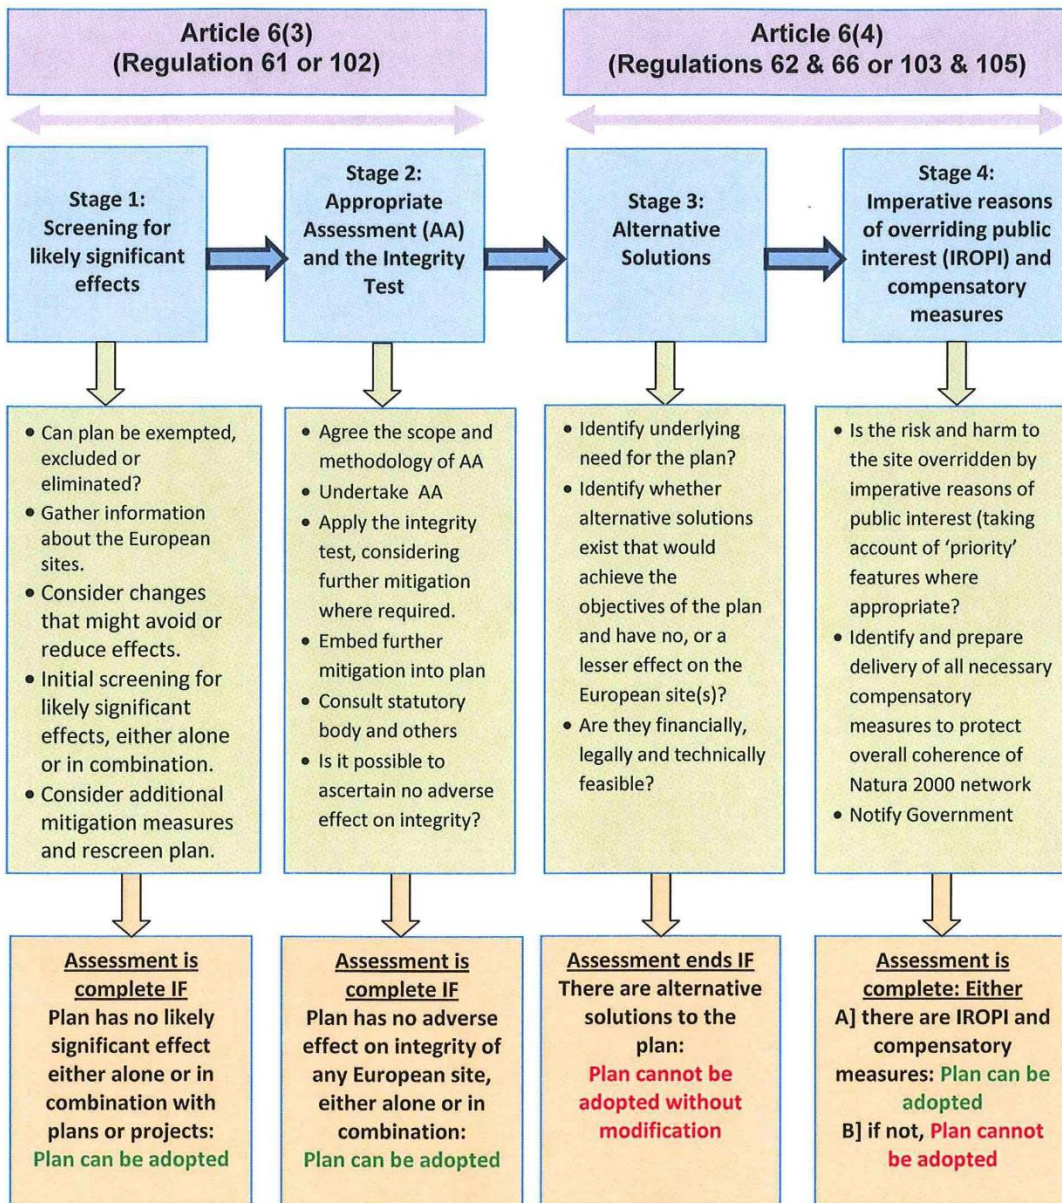 Article 6(3)
(Regulation 61 or 102)
Article 6(4)
(Regulations 62 & 66 or 103 & 105)
Stage 1:
Screening for
likely significant
effects
Stage 2:
Appropriate
Assessment (AA)
and the Integrity
Test
Stage 3:
Alternative
Solutions
Stage 4:
Imperative reasons
of overriding public
interest (IROPI) and
compensatory
measures
• Can plan be exempted,
excluded or
eliminated?
• Gather information
about the European
sites.
• Consider changes
that might avoid or
reduce effects.
• Initial screening for
likely significant
effects, either alone
or in combination.
• Consider additional
mitigation measures
and rescreen plan.
• Agree the scope and
methodology of AA
• Undertake AA
• Apply the integrity
test, considering
further mitigation
where required.
• Embed further
mitigation into plan
• Consult statutory
body and others
• Is it possible to
ascertain no adverse
effect on integrity?
• Identify underlying
need for the plan?
• Identify whether
alternative solutions
exist that would
achieve the
objectives of the plan
and have no, or a
lesser effect on the
European site(s)?
• Are they financially,
legally and technically
feasible?
• Is the risk and harm to
the site overridden by
imperative reasons of
public interest (taking
account of ‘priority’
features where
appropriate?
• Identify and prepare
delivery of all necessary
compensatory
measures to protect
overall coherence of
Natura 2000 network
• Notify Government
Assessment is
complete IF
Plan has no likely
significant effect
either alone or in
combination with
plans or projects:
Plan can be adopted
Assessment is
complete IF
Plan has no adverse
effect on integrity of
any European site,
either alone or in
combination:
Plan can be adopted
Assessment ends IF
There are alternative
solutions to the
plan:
Plan cannot be
adopted without
modification
Assessment is
complete: Either
A] there are IROPI and
compensatory
measures: Plan can be
adopted
B] if not, Plan cannot
be adopted